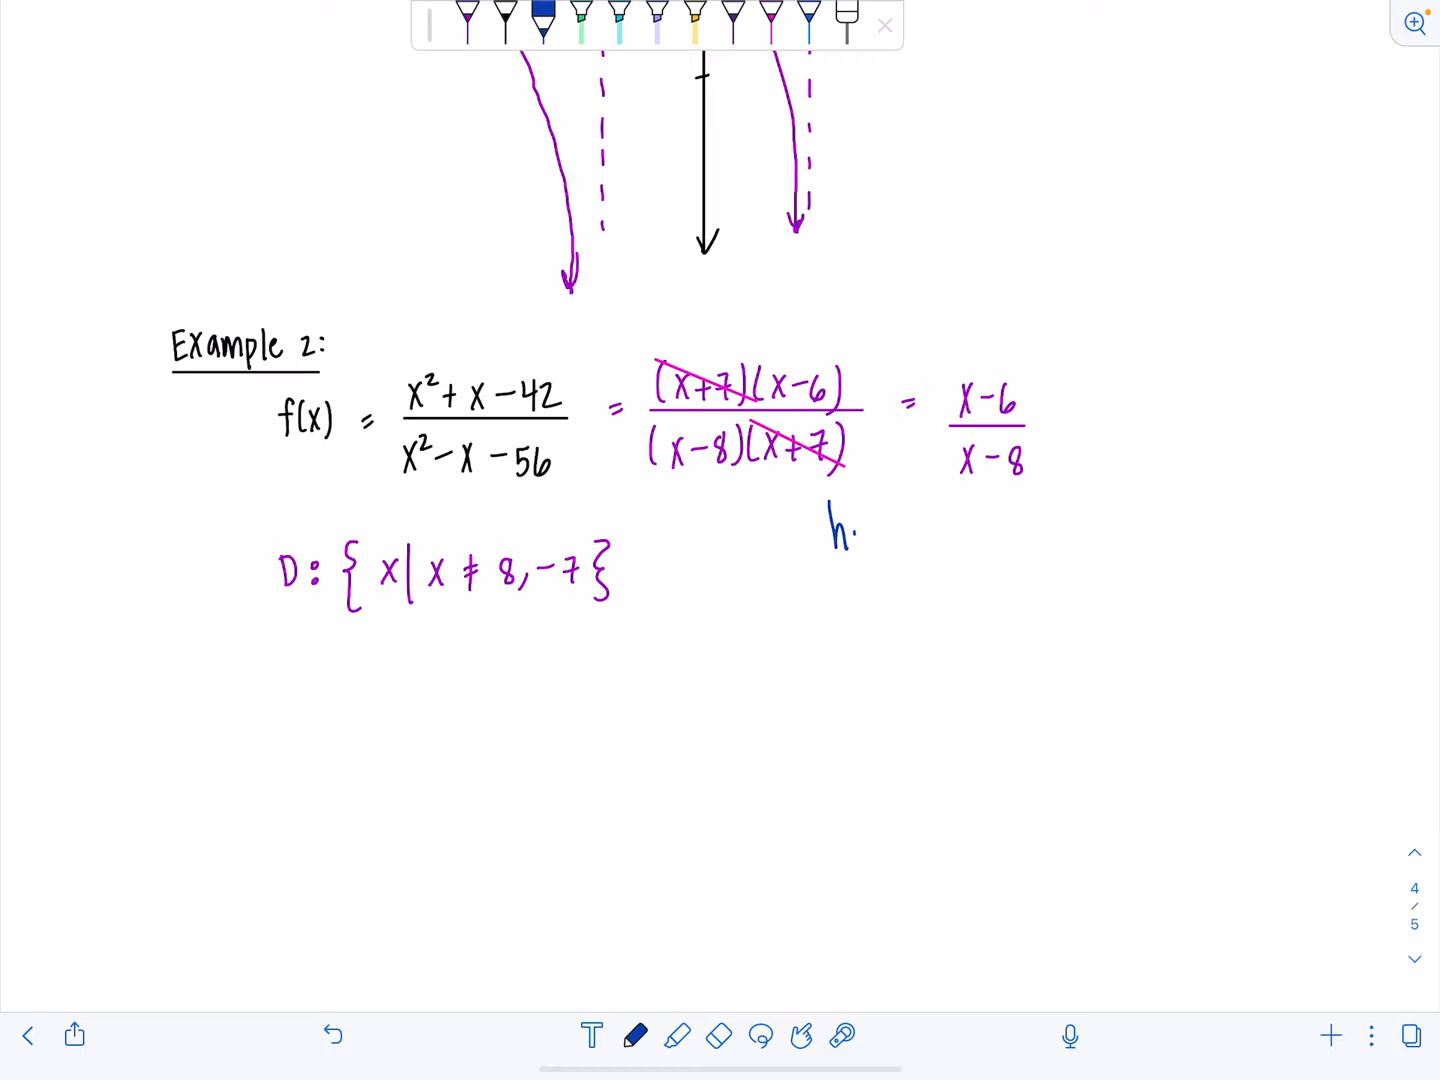 Example 2:
f(x) = x²+x-42 / x²-x-56 = (x+7)(x-6) / (x-8)(x+7) = x-6 / x-8
h.
D: { x | x ≠ 8, -7 }
4
/
5
T